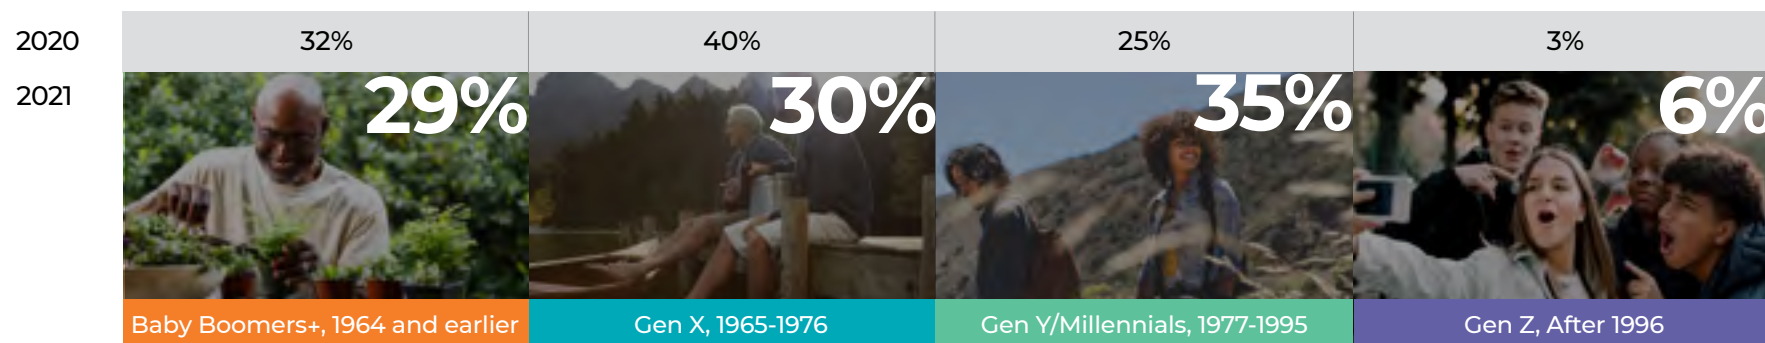 2020 32% 40% 25% 3%
2021 29% 30% 35% 6%
Baby Boomers+, 1964 and earlier Gen X, 1965-1976 Gen Y/Millennials, 1977-1995 Gen Z, After 1996